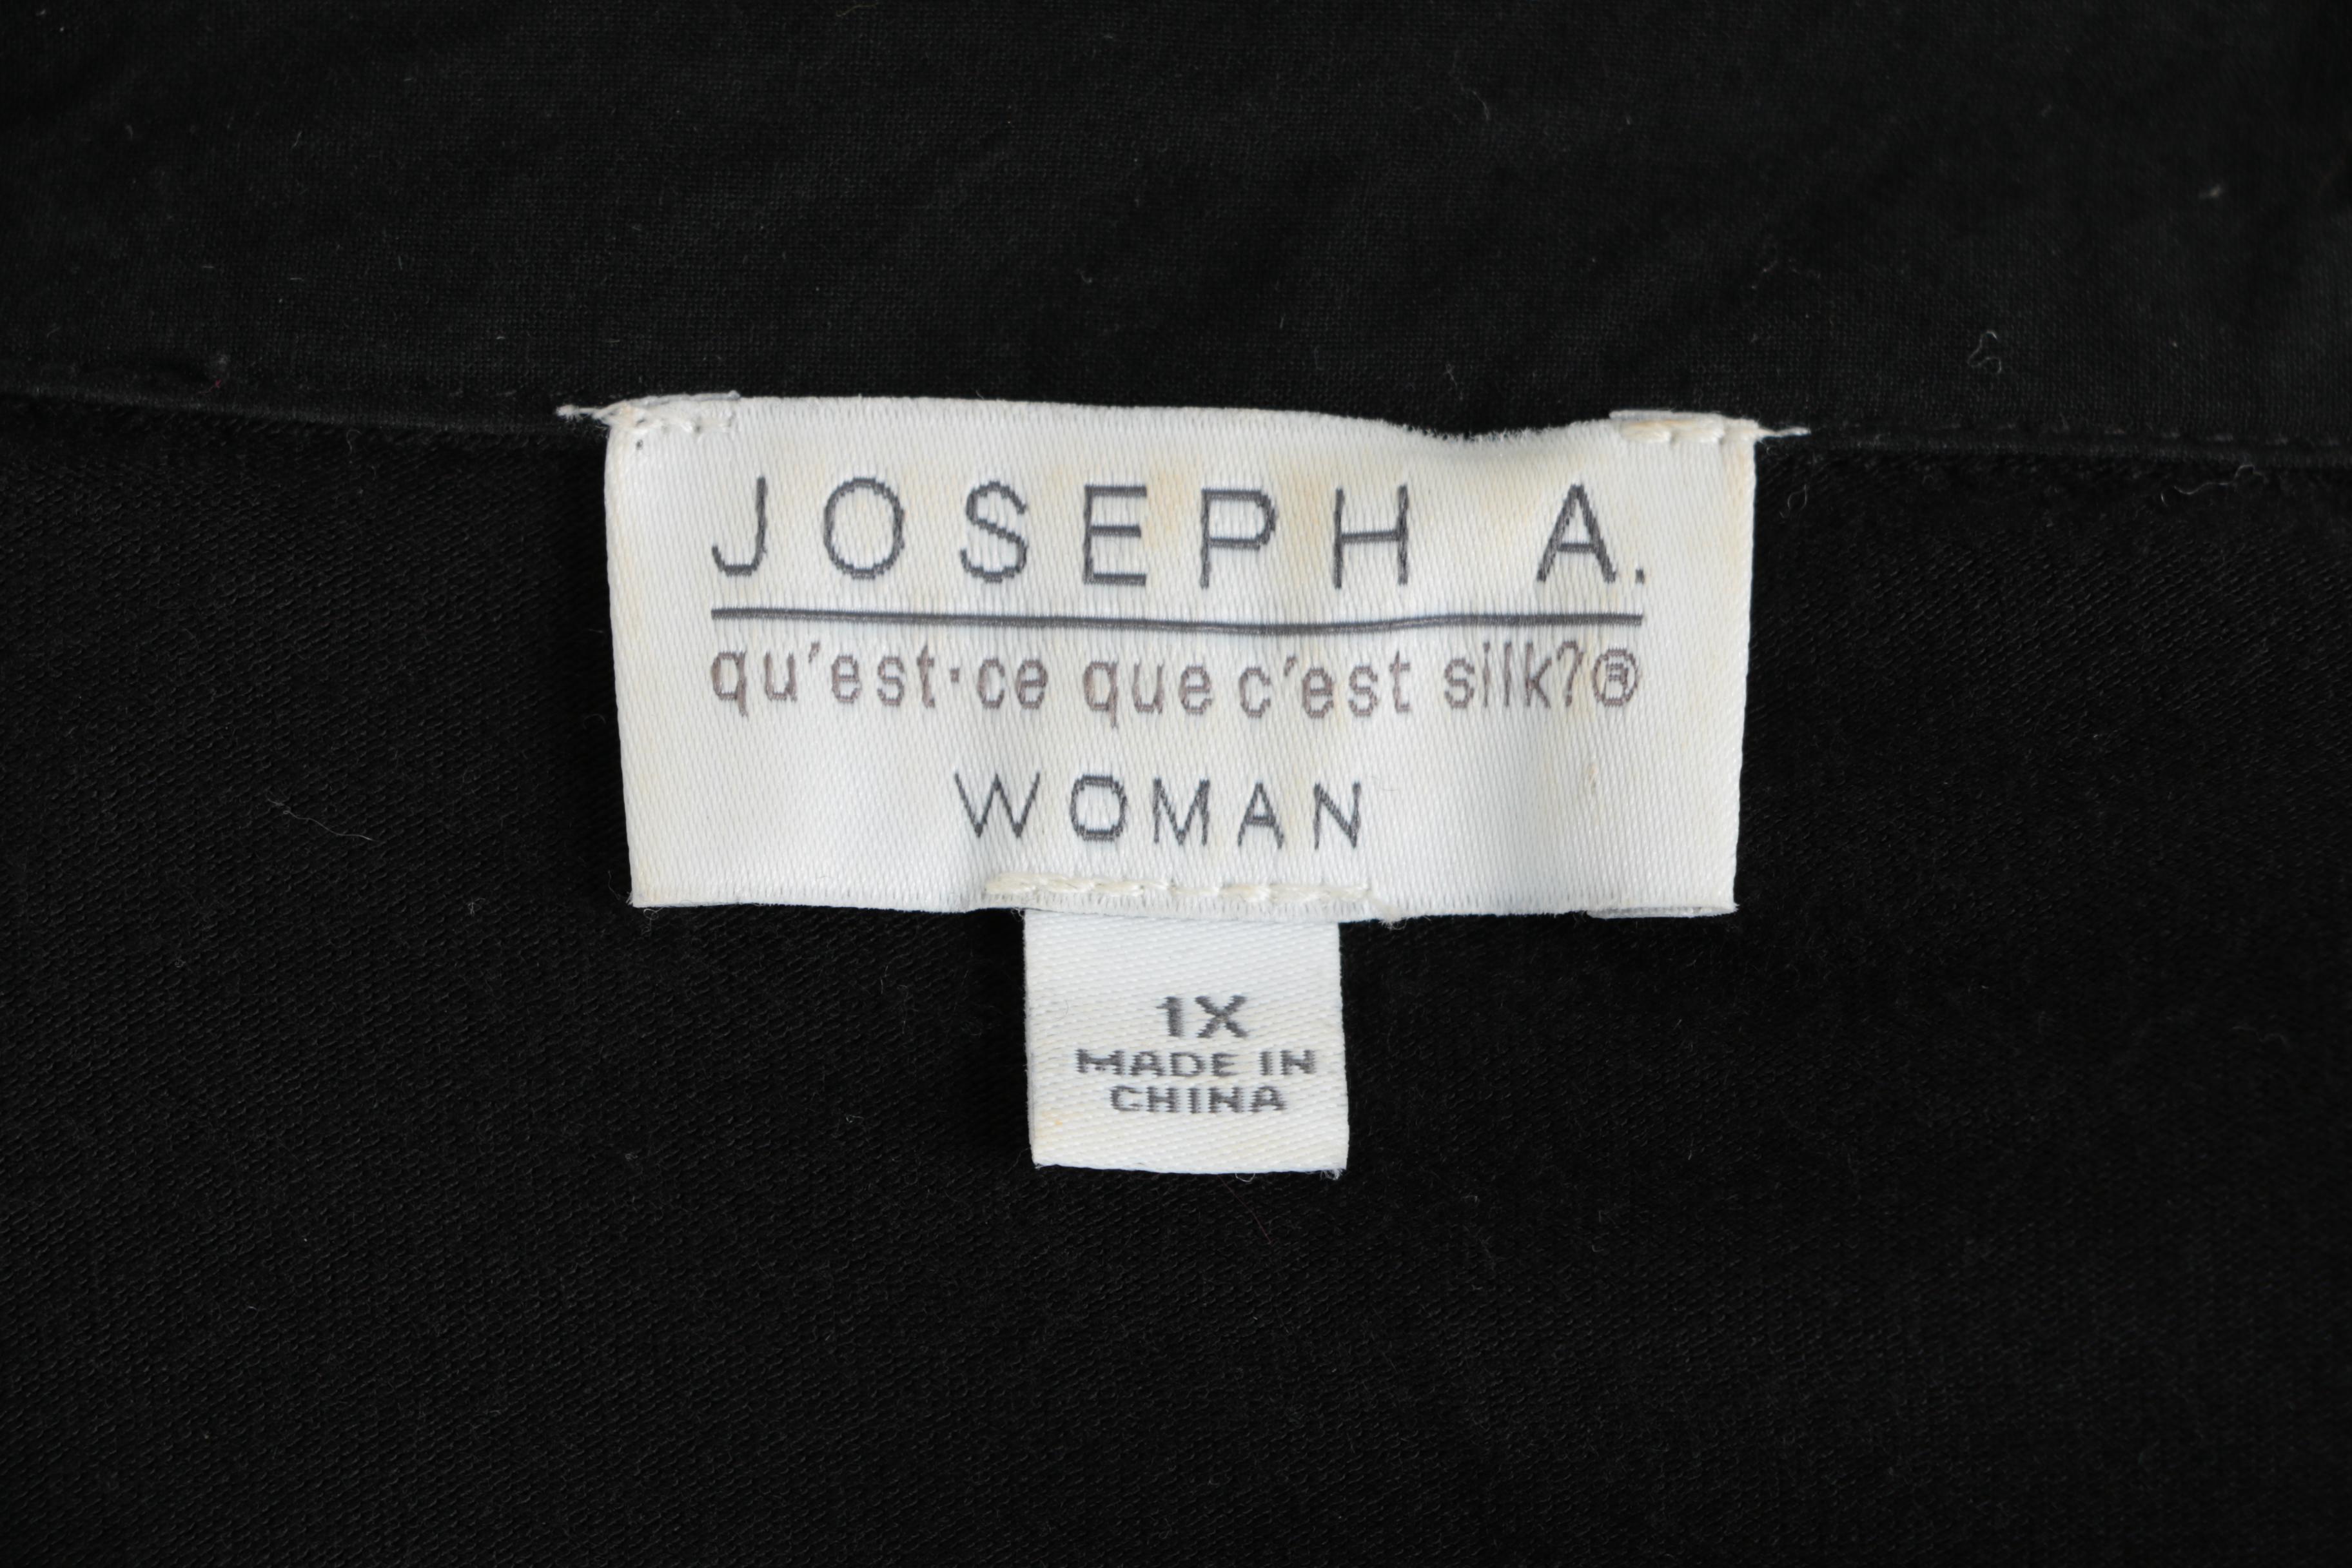 JOSEPH A.
qu'est·ce que c'est silk?®
WOMAN
1X
MADE IN
CHINA